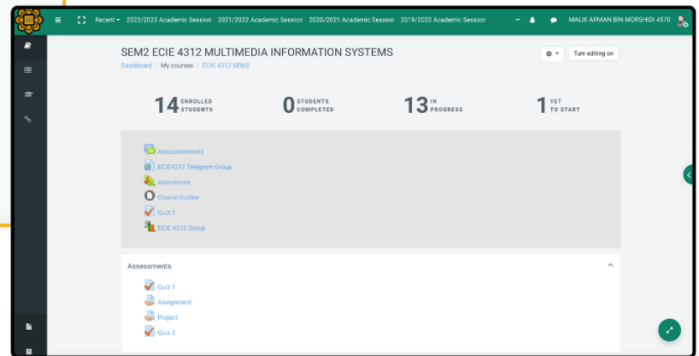 Recent 2022/2023 Academic Session 2021/2022 Academic Session 2020/2021 Academic Session 2019/2020 Academic Session MALIK ARMAN BIN MORSHIDI 4570
SEM2 ECIE 4312 MULTIMEDIA INFORMATION SYSTEMS
Turn editing on
Dashboard / My courses / ECIE 4312 SEM2
14 ENROLLED STUDENTS 0 STUDENTS COMPLETED 13 IN PROGRESS 1 YET TO START
Announcements
ECIE4312 Telegram Group
Attendance
Course Outline
Quiz 1
ECIE 4312 Group
Assessments
Quiz 1
Assignment
Project
Quiz 2